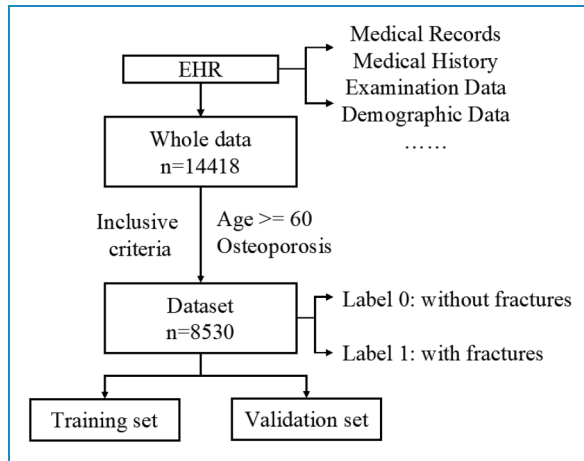 EHR
Medical Records
Medical History
Examination Data
Demographic Data
……
Whole data
n=14418
Inclusive
criteria
Age >= 60
Osteoporosis
Dataset
n=8530
Label 0: without fractures
Label 1: with fractures
Training set
Validation set